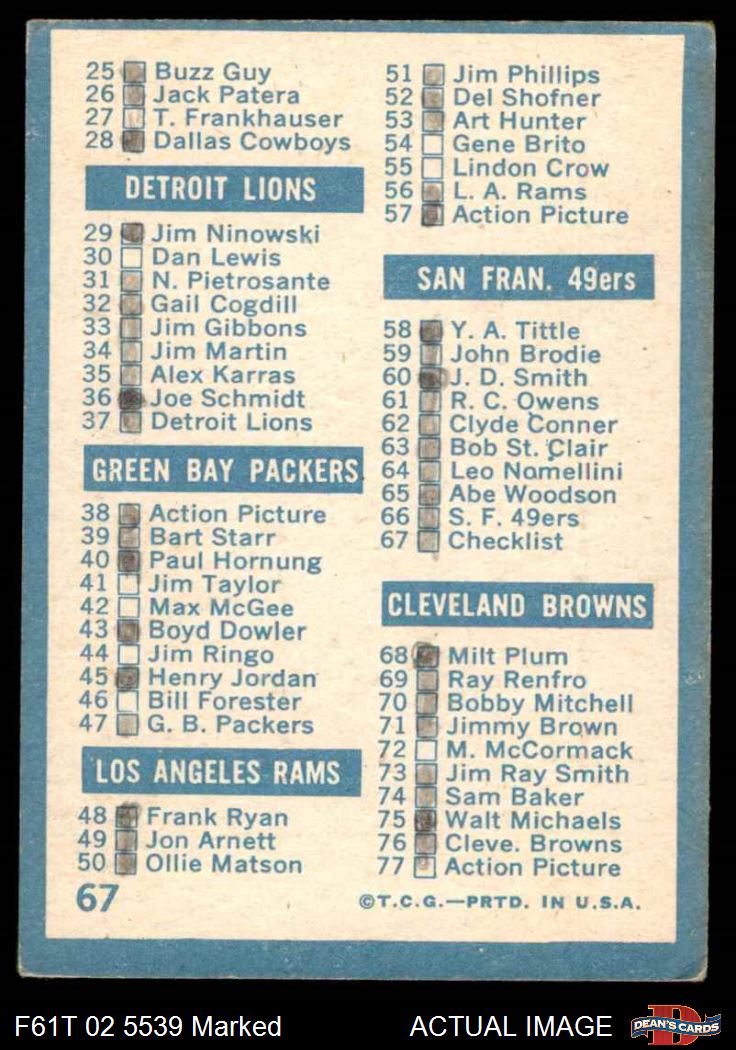 25 Buzz Guy
26 Jack Patera
27 T. Frankhauser
28 Dallas Cowboys
DETROIT LIONS
29 Jim Ninowski
30 Dan Lewis
31 N. Pietrosante
32 Gail Cogdill
33 Jim Gibbons
34 Jim Martin
35 Alex Karras
36 Joe Schmidt
37 Detroit Lions
GREEN BAY PACKERS
38 Action Picture
39 Bart Starr
40 Paul Hornung
41 Jim Taylor
42 Max McGee
43 Boyd Dowler
44 Jim Ringo
45 Henry Jordan
46 Bill Forester
47 G. B. Packers
LOS ANGELES RAMS
48 Frank Ryan
49 Jon Arnett
50 Ollie Matson
67
51 Jim Phillips
52 Del Shofner
53 Art Hunter
54 Gene Brito
55 Lindon Crow
56 L. A. Rams
57 Action Picture
SAN FRAN. 49ers
58 Y. A. Tittle
59 John Brodie
60 J. D. Smith
61 R. C. Owens
62 Clyde Conner
63 Bob St. Clair
64 Leo Nomellini
65 Abe Woodson
66 S. F. 49ers
67 Checklist
CLEVELAND BROWNS
68 Milt Plum
69 Ray Renfro
70 Bobby Mitchell
71 Jimmy Brown
72 M. McCormack
73 Jim Ray Smith
74 Sam Baker
75 Walt Michaels
76 Cleve. Browns
77 Action Picture
©T.C.G.—PRTD. IN U.S.A.
F61T 02 5539 Marked
ACTUAL IMAGE
DEAN'S CARDS